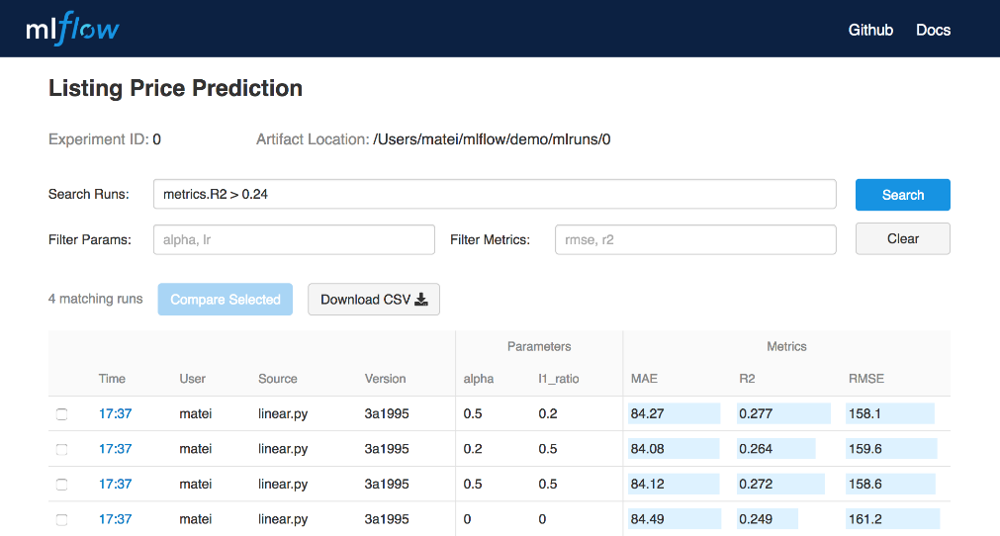 mlflow
Github Docs
Listing Price Prediction
Experiment ID: 0 Artifact Location: /Users/matei/mlflow/demo/mlruns/0
Search Runs: metrics.R2 > 0.24 Search
Filter Params: alpha, lr Filter Metrics: rmse, r2 Clear
4 matching runs Compare Selected Download CSV
Parameters Metrics
Time User Source Version alpha l1_ratio MAE R2 RMSE
17:37 matei linear.py 3a1995 0.5 0.2 84.27 0.277 158.1
17:37 matei linear.py 3a1995 0.2 0.5 84.08 0.264 159.6
17:37 matei linear.py 3a1995 0.5 0.5 84.12 0.272 158.6
17:37 matei linear.py 3a1995 0 0 84.49 0.249 161.2